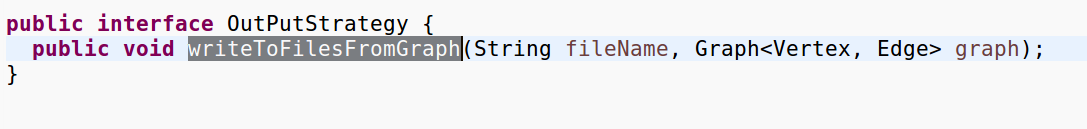 public interface OutPutStrategy {
  public void writeToFilesFromGraph(String fileName, Graph<Vertex, Edge> graph);
}